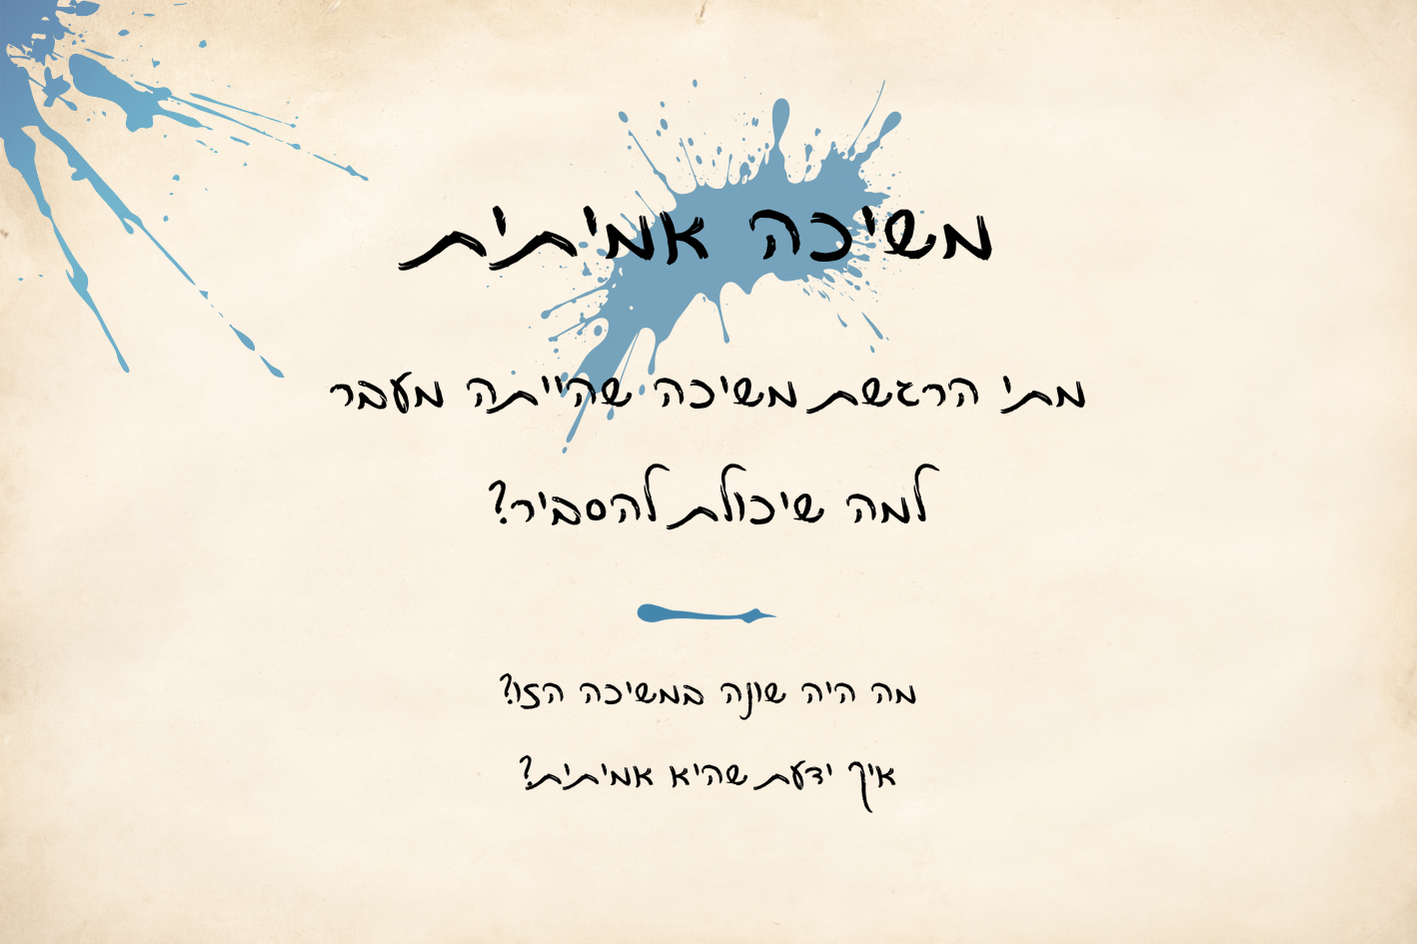 משיכה אמיתית
מתי הרגשת משיכה שהייתה מעבר
למה שיכולת להסביר?
מה היה שונה במשיכה הזו?
איך ידעת שהיא אמיתית?